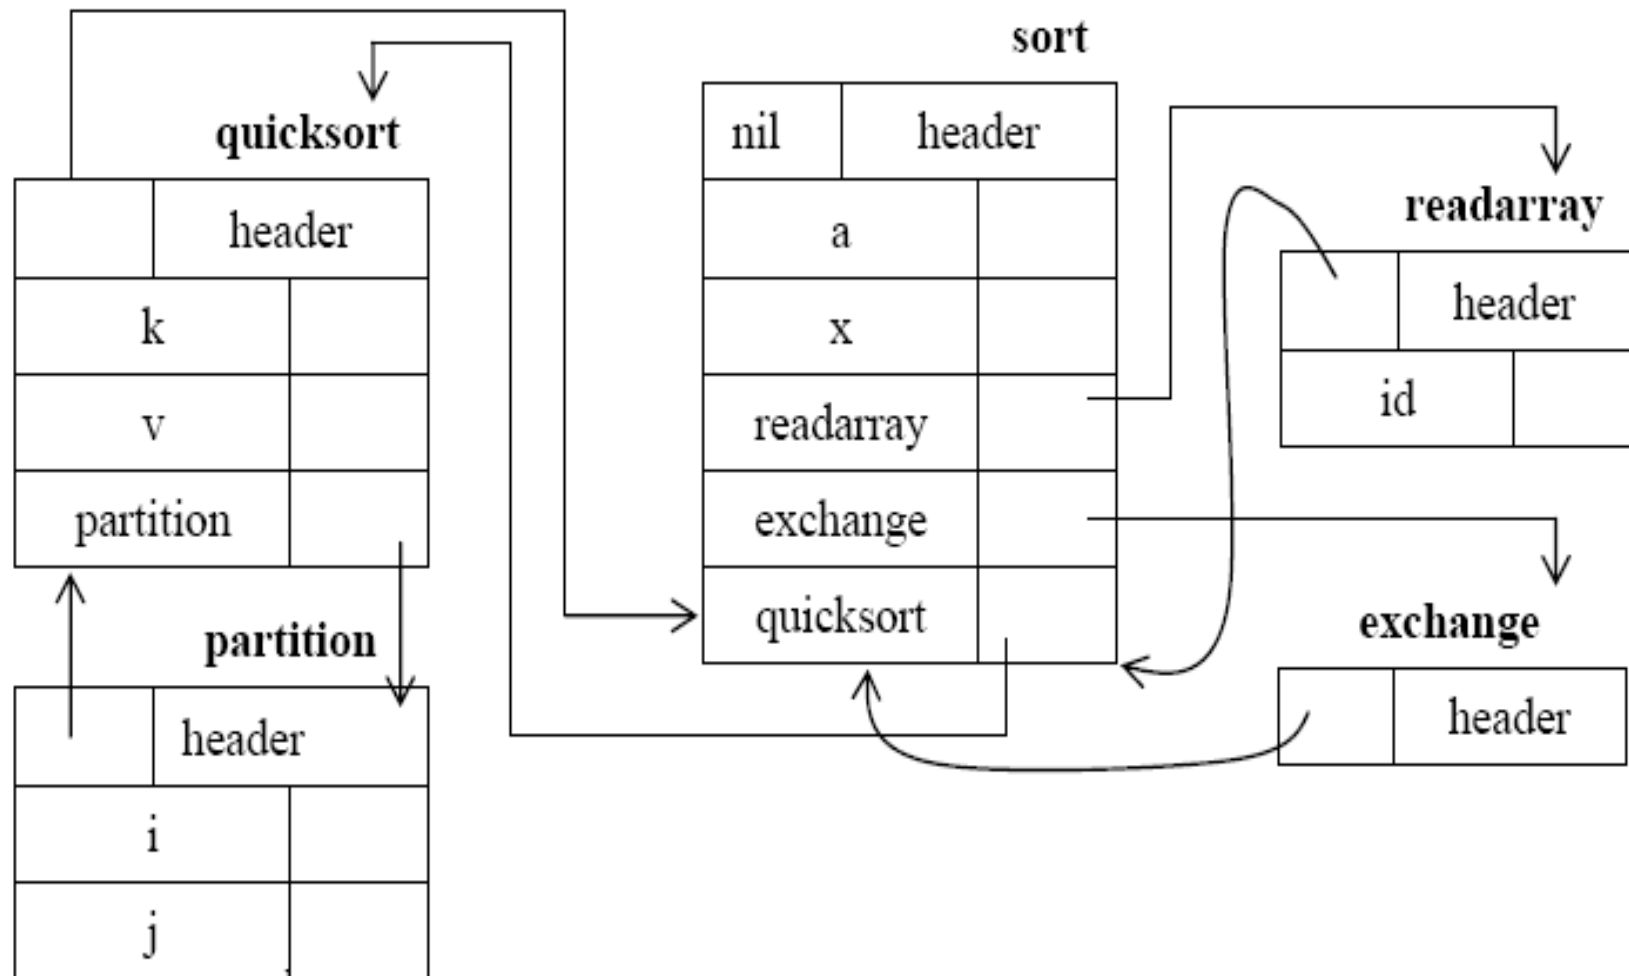 sort
nil header
a
x
readarray
exchange
quicksort
quicksort
header
k
v
partition
partition
header
i
j
readarray
header
id
exchange
header